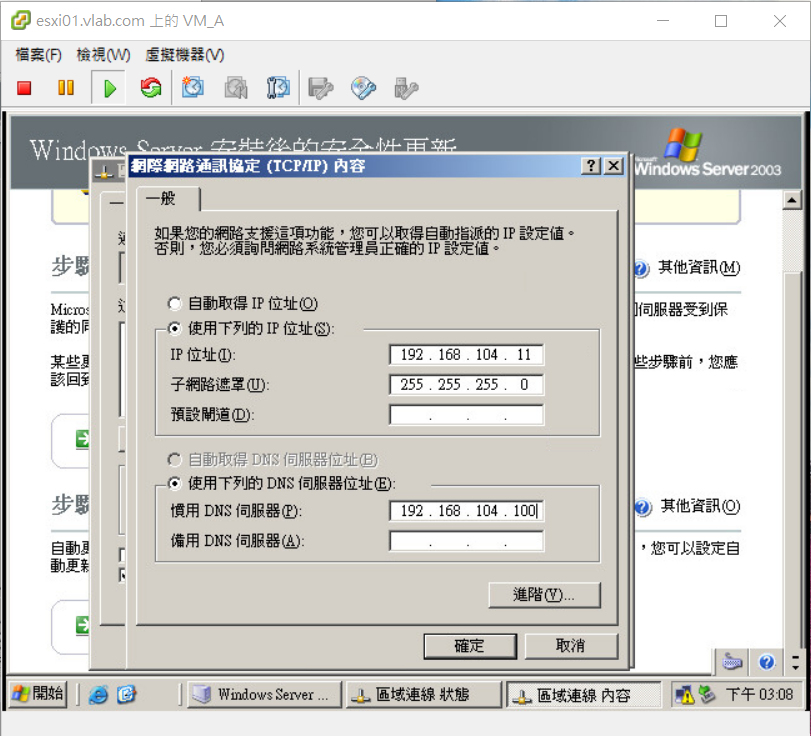 esxi01.vlab.com 上的 VM_A
檔案(F) 檢視(W) 虛擬機器(V)
Windows Server 安裝後的安全性更新
Microsoft
Windows Server 2003
網際網路通訊協定 (TCP/IP) 內容
一般
如果您的網路支援這項功能，您可以取得自動指派的 IP 設定值。
否則，您必須詢問網路系統管理員正確的 IP 設定值。
步驟
其他資訊(M)
自動取得 IP 位址(O)
Micros
伺服器受到保
護的同
使用下列的 IP 位址(S):
IP 位址(I):
192 . 168 . 104 . 11
某些
些步驟前，您應
該回到
子網路遮罩(U):
255 . 255 . 255 . 0
預設閘道(D):
. . .
自動取得 DNS 伺服器位址(B)
使用下列的 DNS 伺服器位址(E):
步驟
其他資訊(O)
慣用 DNS 伺服器(P):
192 . 168 . 104 . 100
備用 DNS 伺服器(A):
. . .
自動
，您可以設定自
動更新
進階(V)...
確定
取消
開始
Windows Server ...
區域連線 狀態
區域連線 內容
下午 03:08